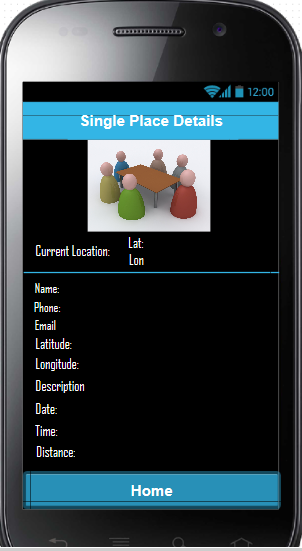 12:00
Single Place Details
Current Location:
Lat:
Lon
Name:
Phone:
Email
Latitude:
Longitude:
Description
Date:
Time:
Distance:
Home